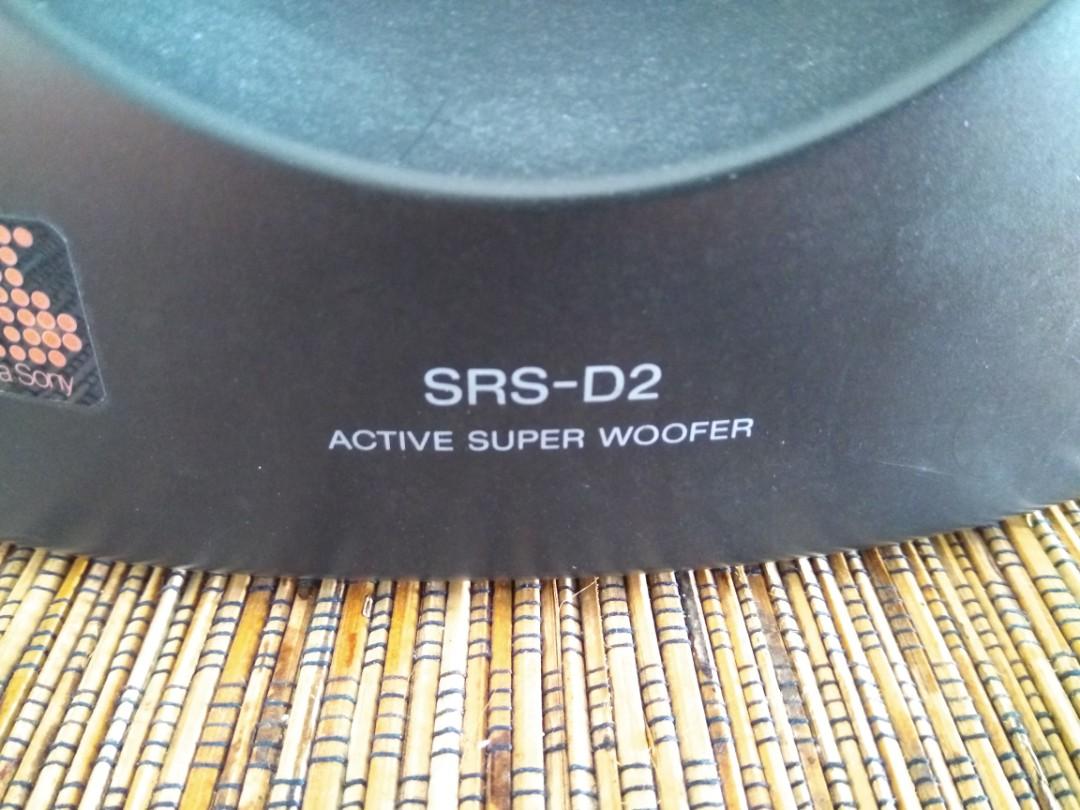 SRS-D2
ACTIVE SUPER WOOFER
a Sony